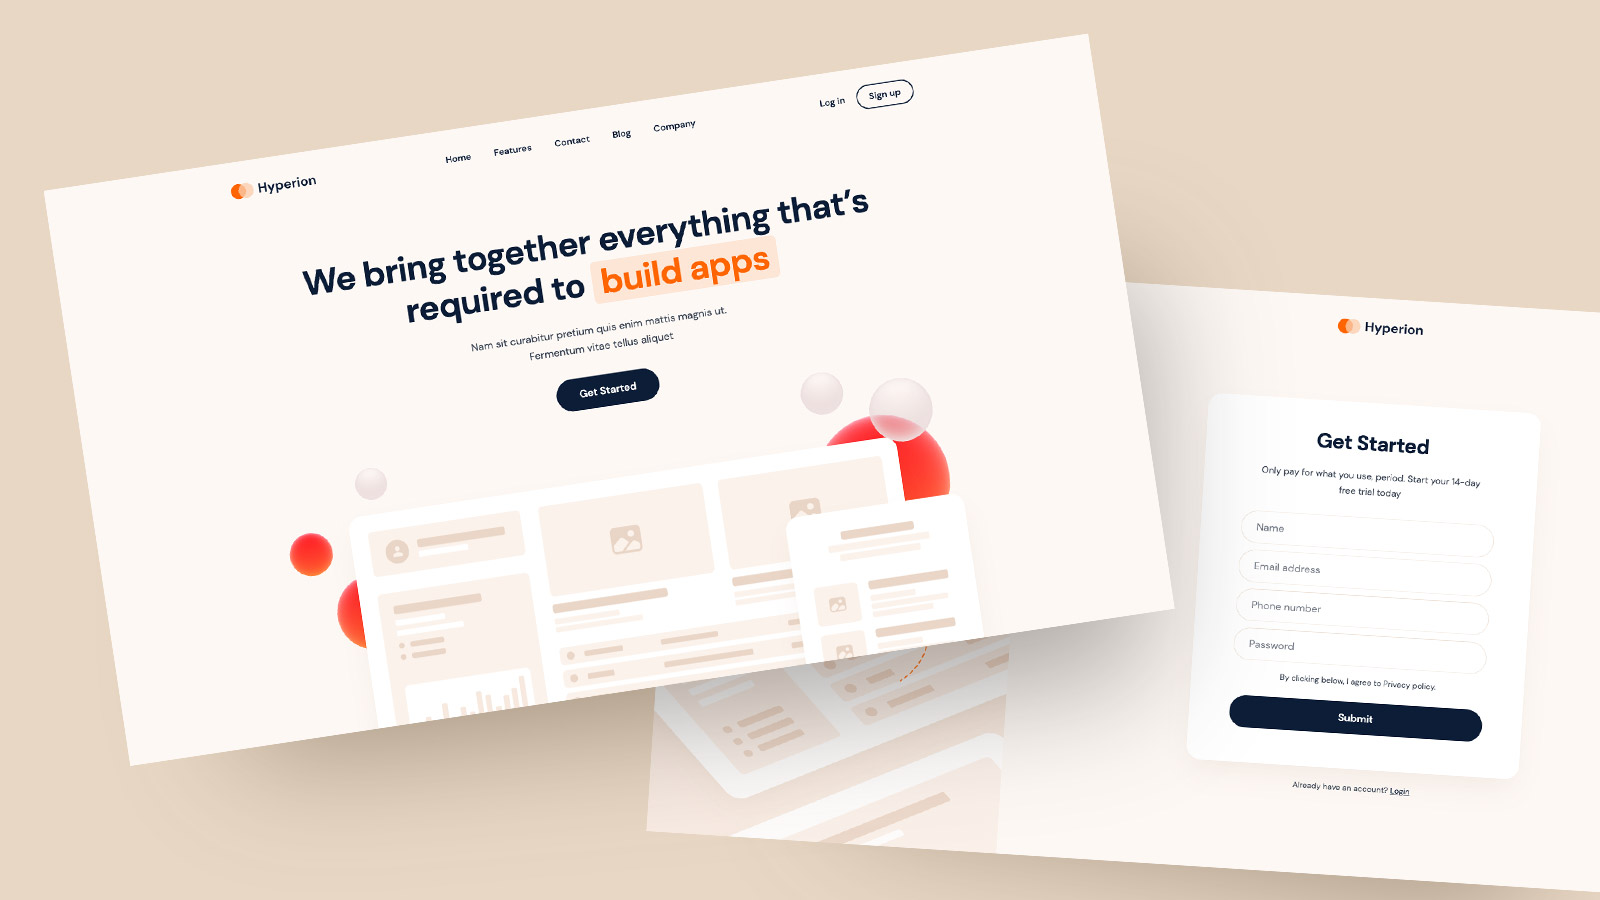 Log in
Sign up
Home
Features
Contact
Blog
Company
Hyperion
We bring together everything that's
required to build apps
Nam sit curabitur pretium quis enim mattis magnis ut.
Fermentum vitae tellus aliquet
Get Started
Hyperion
Get Started
Only pay for what you use, period. Start your 14-day
free trial today
Name
Email address
Phone number
Password
By clicking below, I agree to Privacy policy.
Submit
Already have an account? Login